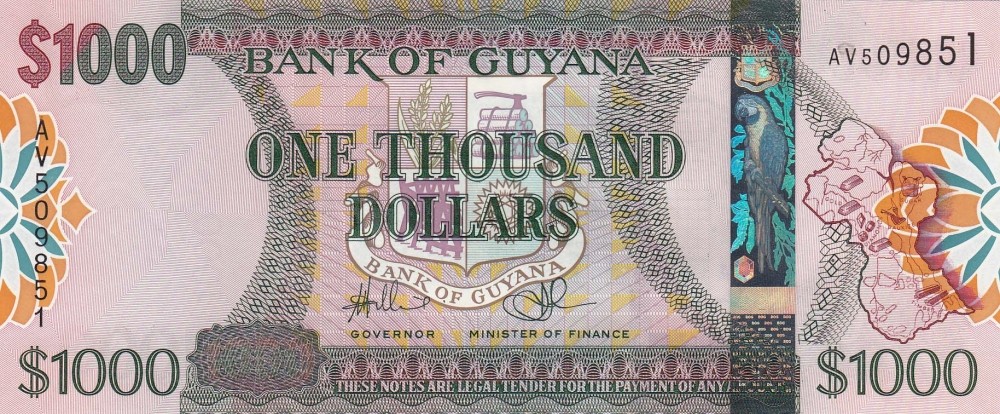 $1000
BANK OF GUYANA
AV509851
ONE THOUSAND
DOLLARS
AV509851
BANK OF GUYANA
GOVERNOR MINISTER OF FINANCE
$1000
THESE NOTES ARE LEGAL TENDER FOR THE PAYMENT OF ANY
$1000